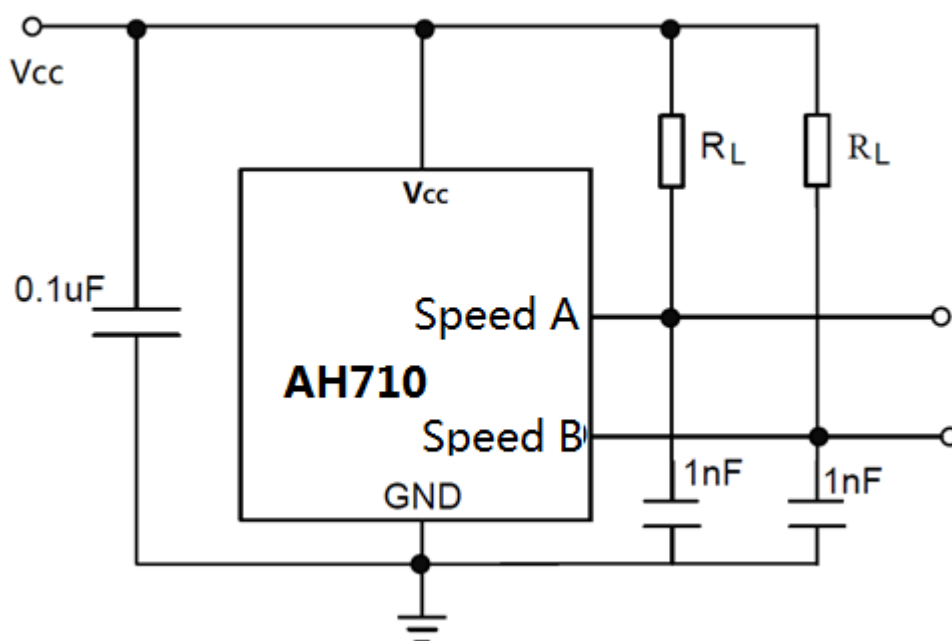 Vcc
Vcc
RL
RL
0.1uF
Speed A
AH710
Speed B
1nF
1nF
GND